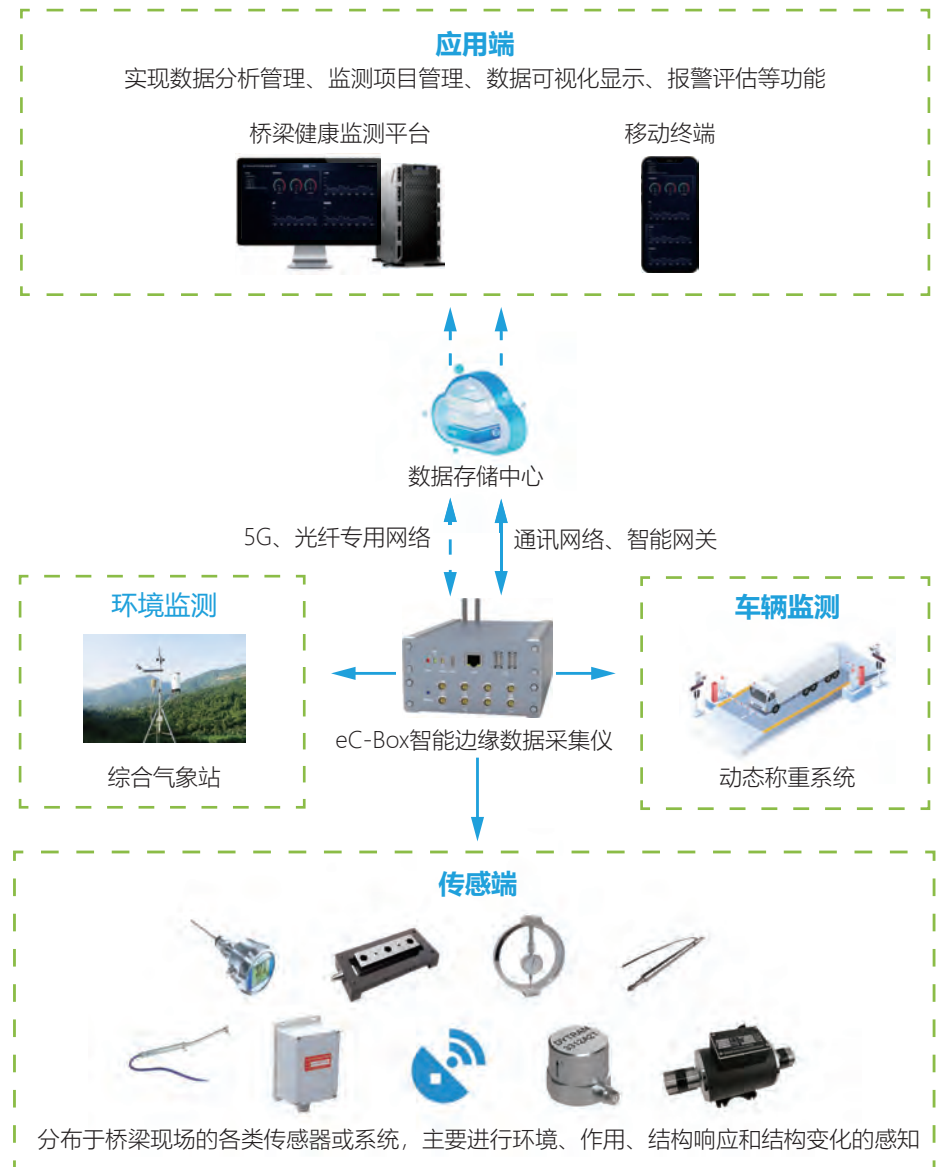 应用端
实现数据分析管理、监测项目管理、数据可视化显示、报警评估等功能
桥梁健康监测平台
移动终端
数据存储中心
5G、光纤专用网络
通讯网络、智能网关
环境监测
车辆监测
综合气象站
eC-Box智能边缘数据采集仪
动态称重系统
传感端
DYTRAN
3312A2T
分布于桥梁现场的各类传感器或系统，主要进行环境、作用、结构响应和结构变化的感知